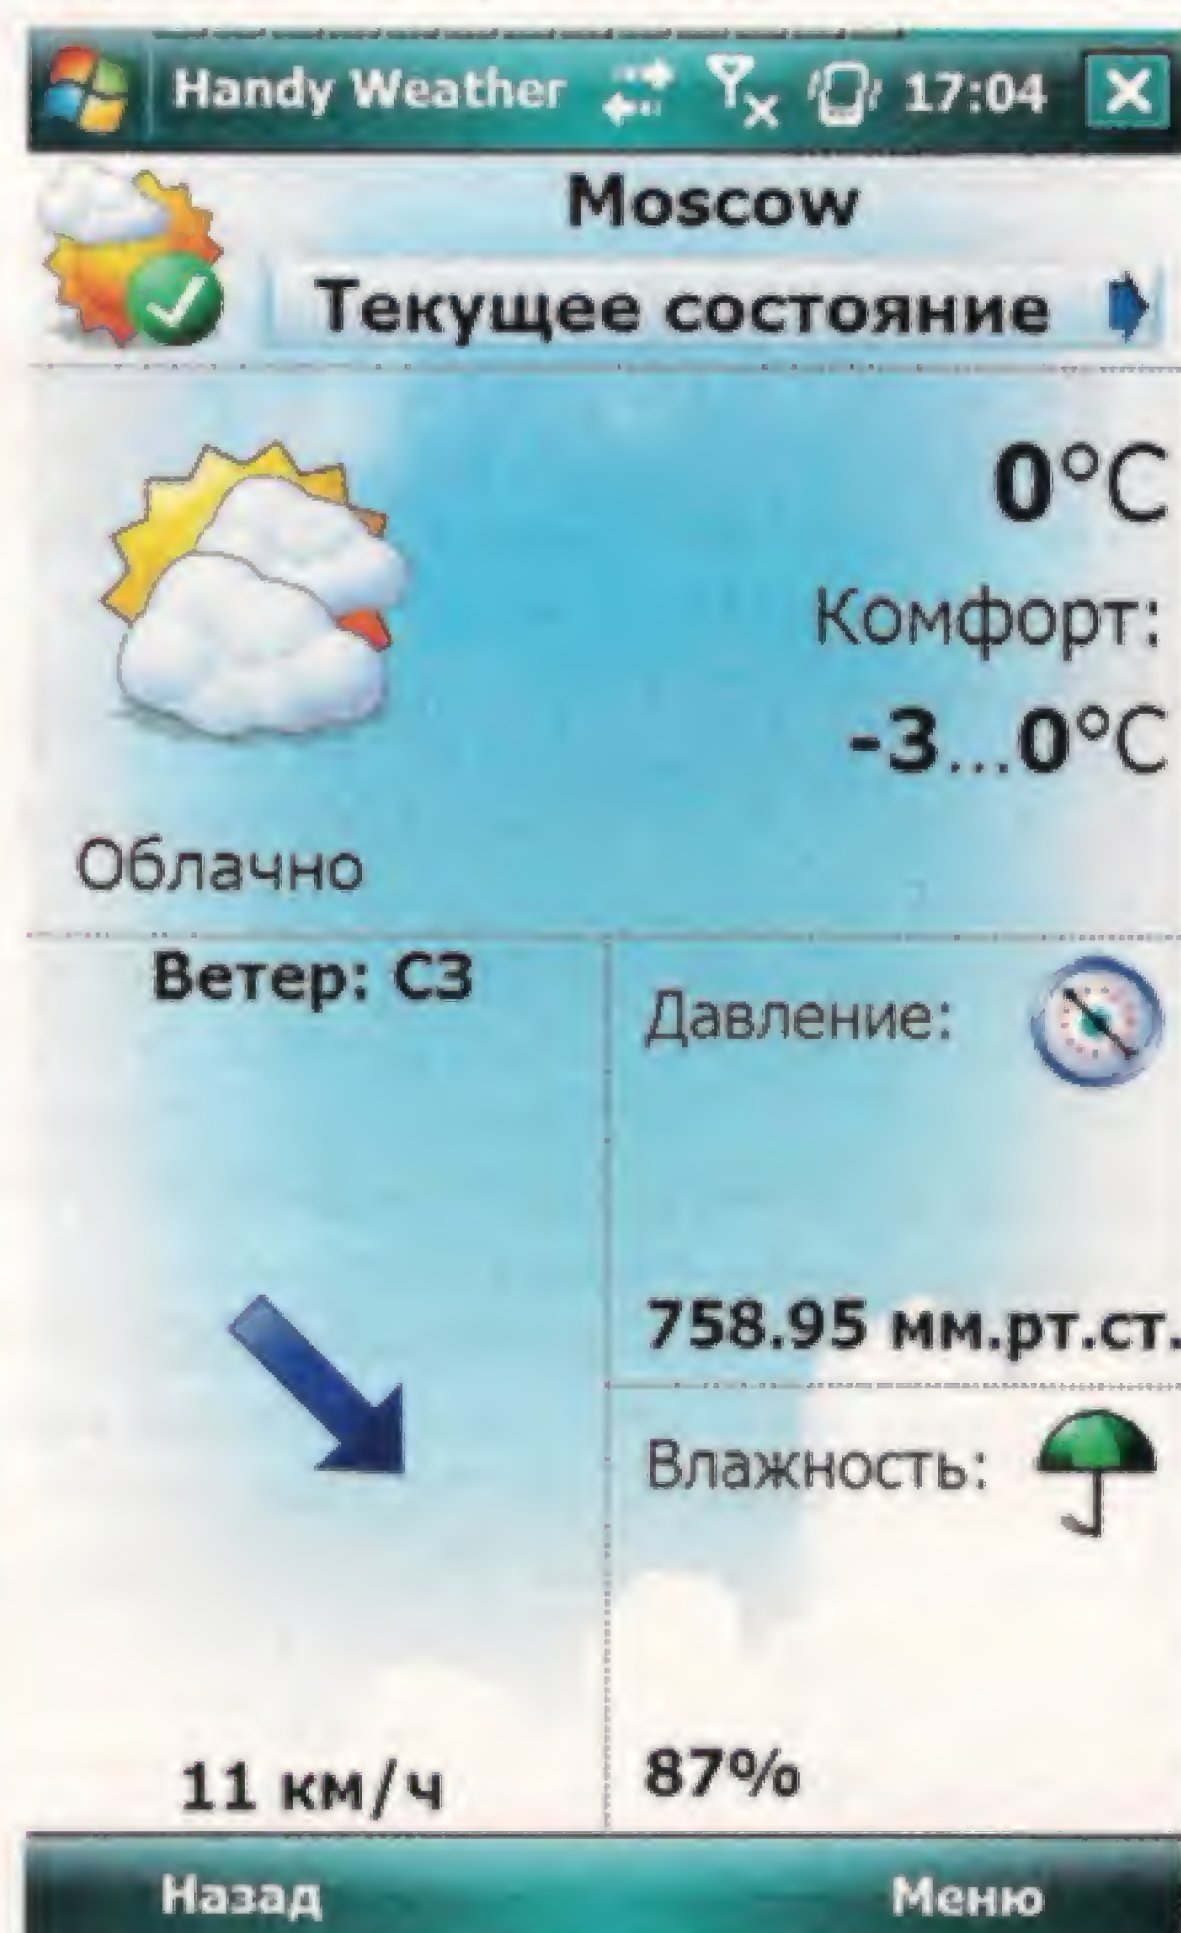 Handy Weather 17:04
Moscow
Текущее состояние
0°C
Комфорт:
-3...0°C
Облачно
Ветер: СЗ
Давление:
758.95 мм.рт.ст.
Влажность:
11 км/ч
87%
Назад
Меню